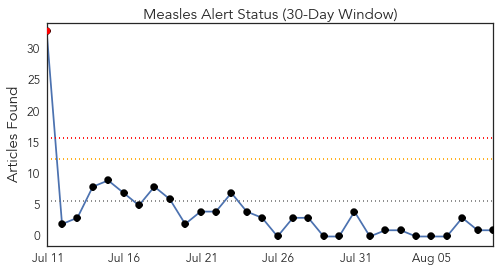 Measles Alert Status (30-Day Window)
Articles Found
30
25
20
15
10
5
0
Jul 11 Jul 16 Jul 21 Jul 26 Jul 31 Aug 05